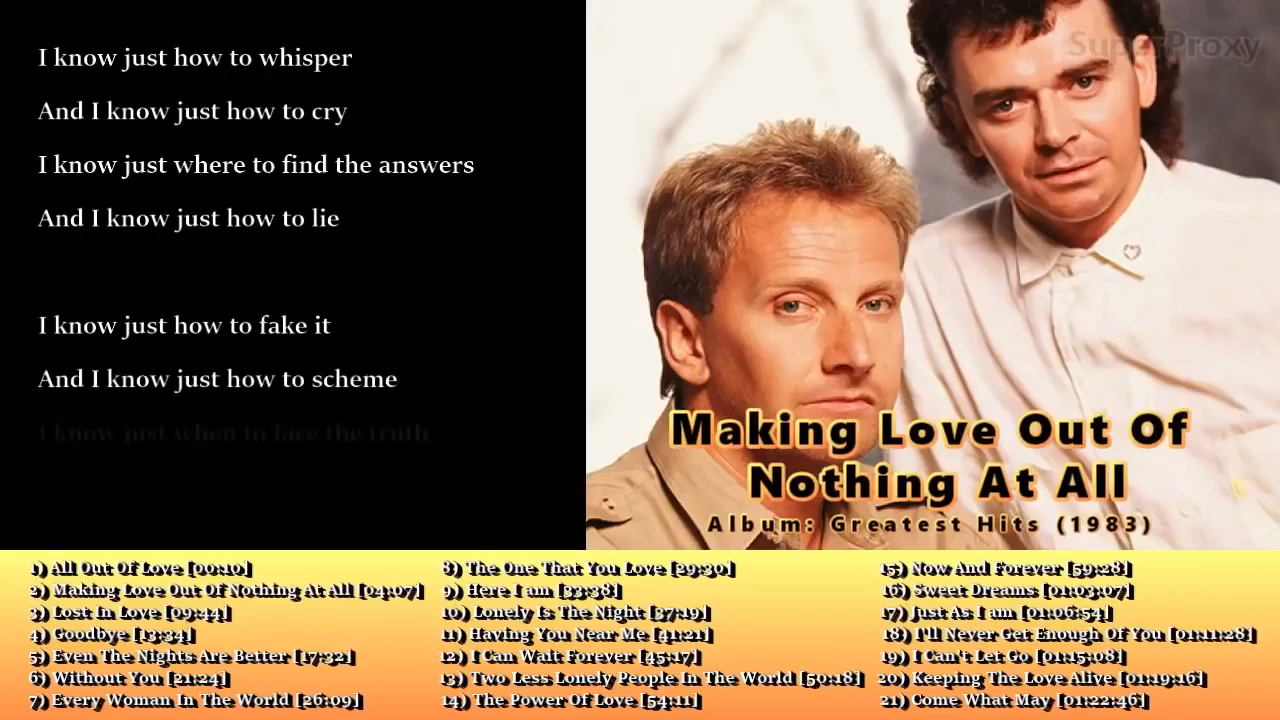 I know just how to whisper
And I know just how to cry
I know just where to find the answers
And I know just how to lie
I know just how to fake it
And I know just how to scheme
I know just when to face the truth
SuperProxy
Making Love Out Of
Nothing At All
Album: Greatest Hits (1983)
1) All Out Of Love [00:10]
2) Making Love Out Of Nothing At All [04:07]
3) Lost In Love [09:44]
4) Goodbye [13:34]
5) Even The Nights Are Better [17:32]
6) Without You [21:24]
7) Every Woman In The World [26:09]
8) The One That You Love [29:30]
9) Here I am [33:38]
10) Lonely Is The Night [37:19]
11) Having You Near Me [41:21]
12) I Can Wait Forever [45:17]
13) Two Less Lonely People In The World [50:18]
14) The Power Of Love [54:11]
15) Now And Forever [59:28]
16) Sweet Dreams [01:03:07]
17) Just As I am [01:06:54]
18) I'll Never Get Enough Of You [01:11:28]
19) I Can't Let Go [01:15:08]
20) Keeping The Love Alive [01:19:16]
21) Come What May [01:22:46]